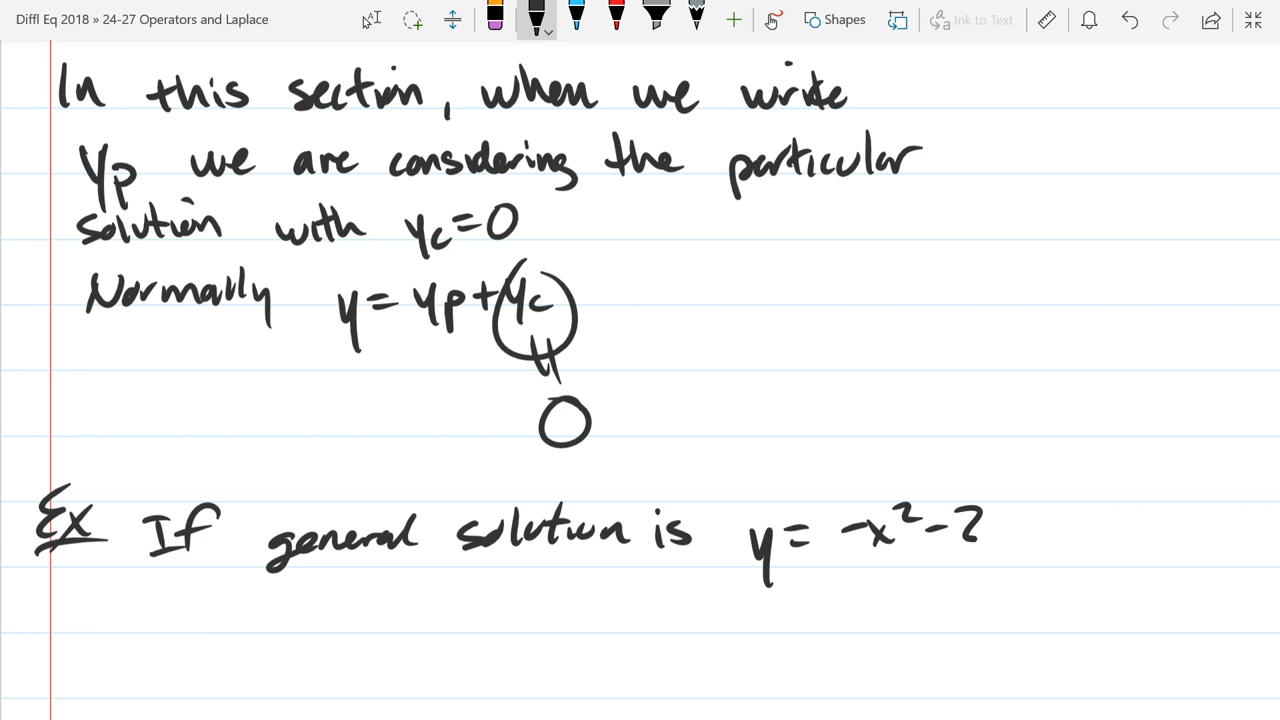 Diffl Eq 2018 » 24-27 Operators and Laplace
Shapes
Ink to Text
In this section, when we write
yp we are considering the particular
solution with yc=0
Normally y = yp + yc
0
Ex If general solution is y = -x²-2